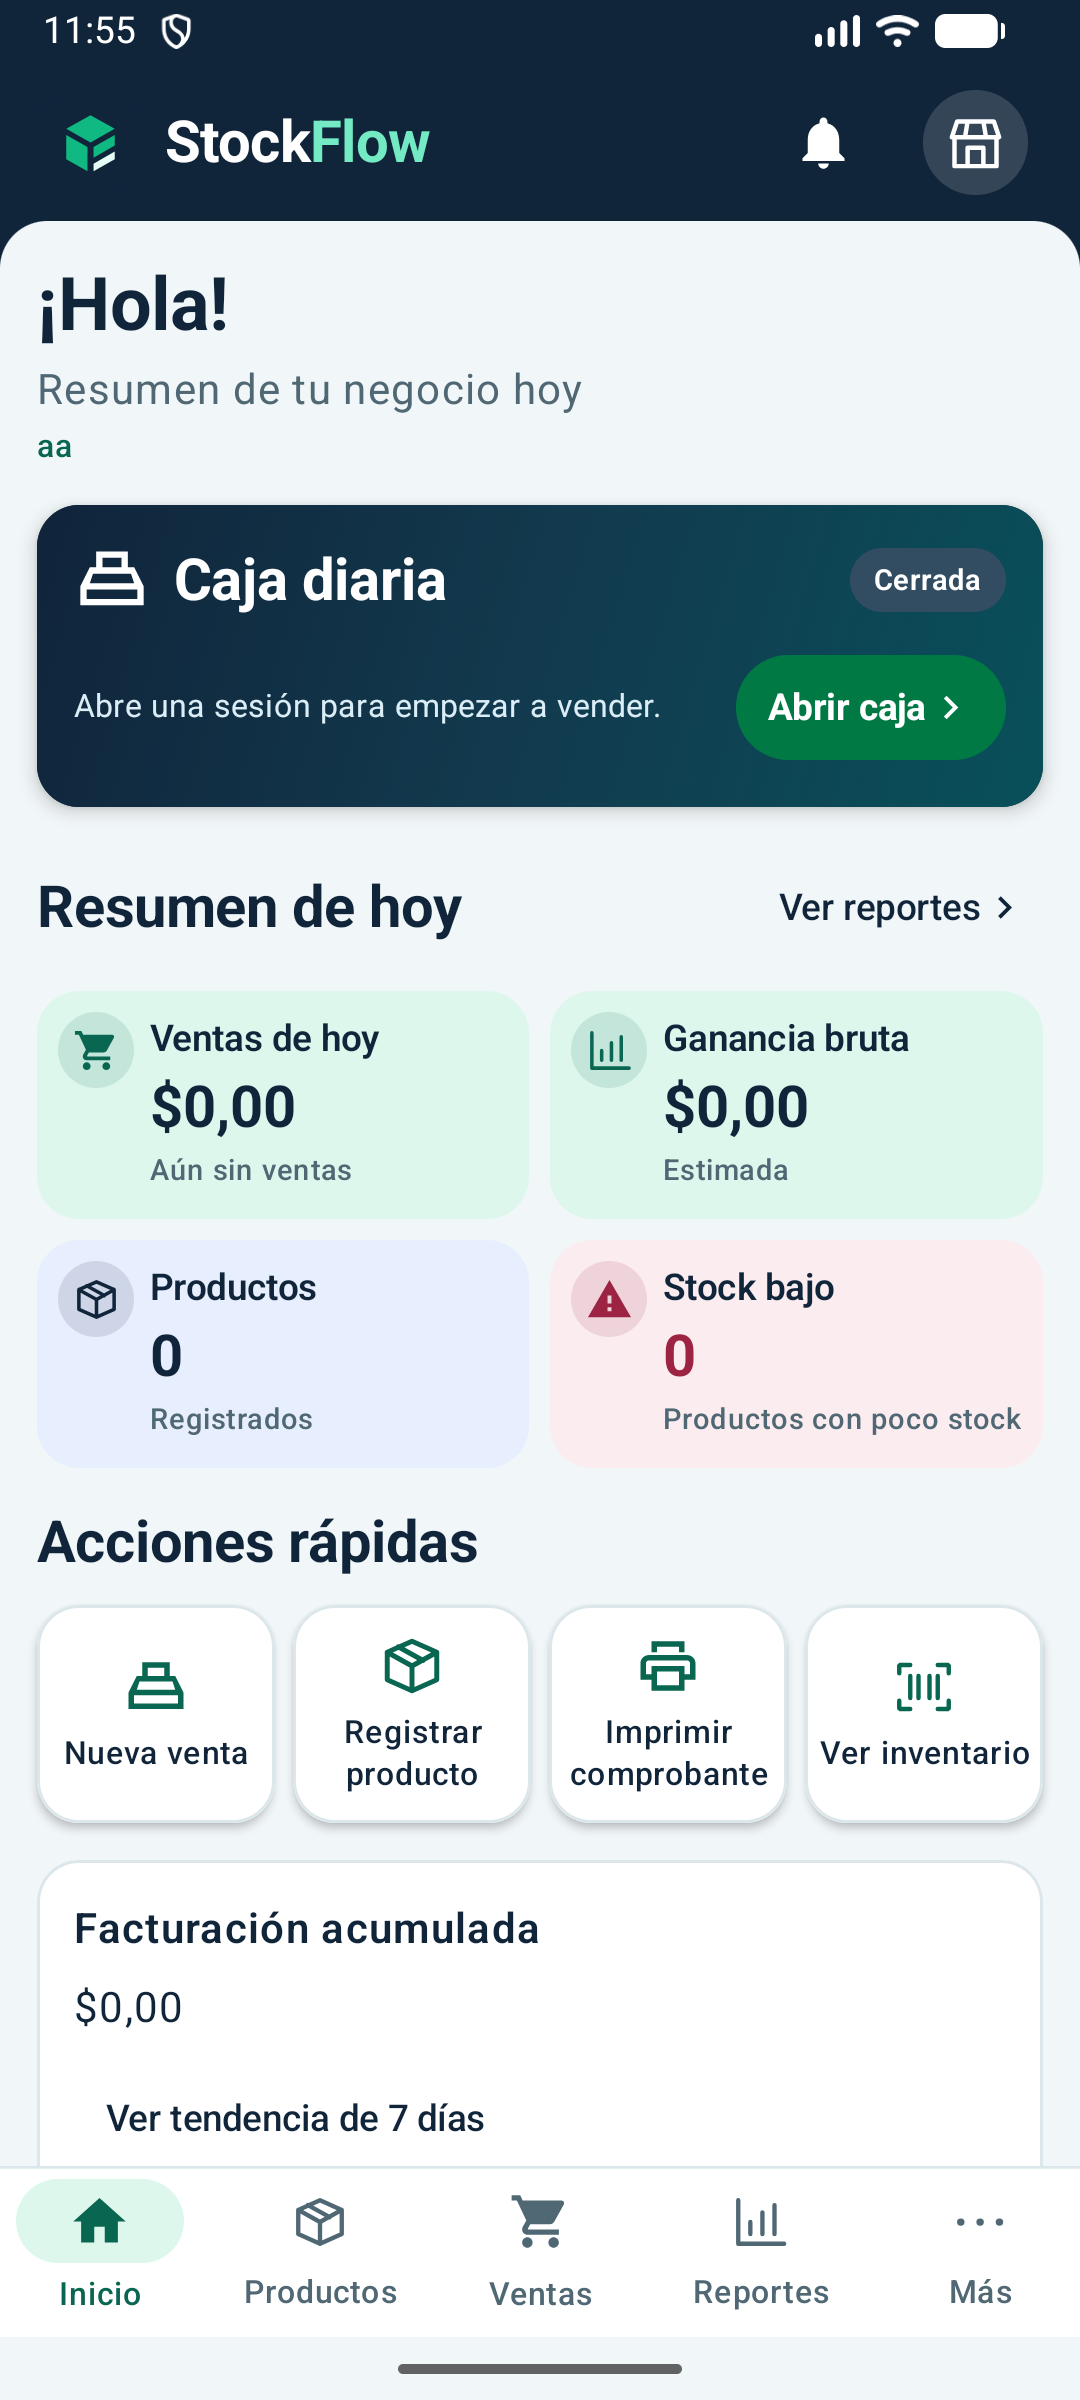 11:55
StockFlow
¡Hola!
Resumen de tu negocio hoy
aa
Caja diaria
Cerrada
Abre una sesión para empezar a vender.
Abrir caja
Resumen de hoy
Ver reportes
Ventas de hoy
$0,00
Aún sin ventas
Ganancia bruta
$0,00
Estimada
Productos
0
Registrados
Stock bajo
0
Productos con poco stock
Acciones rápidas
Nueva venta
Registrar
producto
Imprimir
comprobante
Ver inventario
Facturación acumulada
$0,00
Ver tendencia de 7 días
Inicio
Productos
Ventas
Reportes
Más